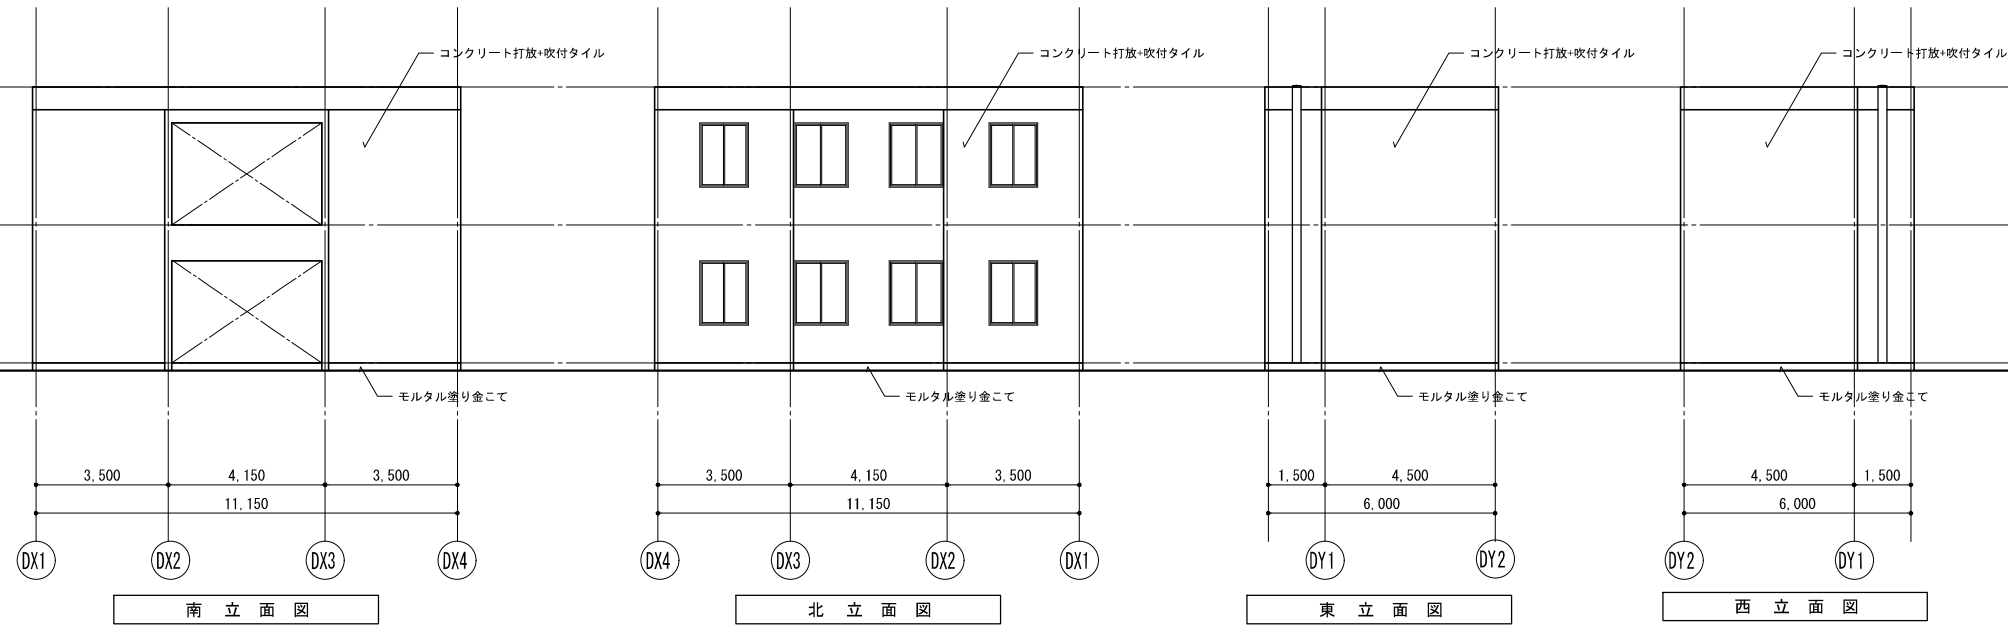 コンクリート打放+吹付タイル
コンクリート打放+吹付タイル
コンクリート打放+吹付タイル
コンクリート打放+吹付タイル
モルタル塗り金こて
モルタル塗り金こて
モルタル塗り金こて
モルタル塗り金こて
3,500 4,150 3,500
11,150
3,500 4,150 3,500
11,150
1,500 4,500
6,000
4,500 1,500
6,000
DX1 DX2 DX3 DX4
DX4 DX3 DX2 DX1
DY1 DY2
DY2 DY1
南立面図
北立面図
東立面図
西立面図